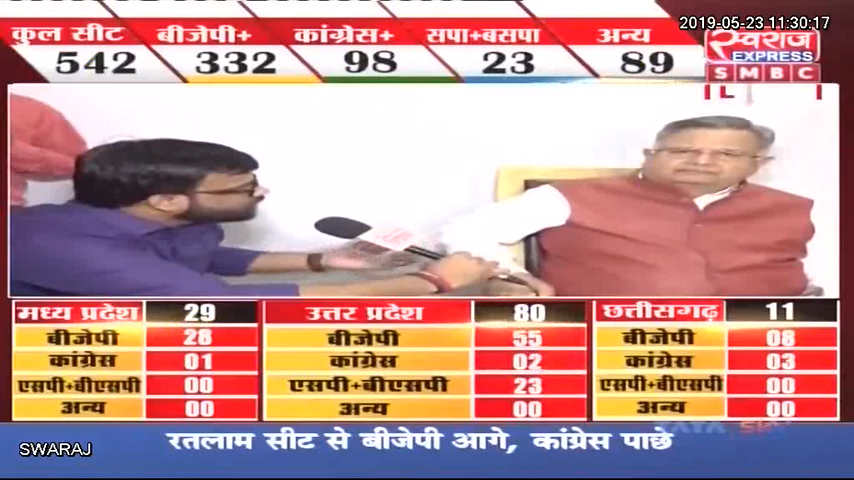 2019-05-23 11:30:17
कुल सीट बीजेपी+ कांग्रेस+ सपा+बसपा अन्य
542 332 98 23 89
स्वराज
EXPRESS
SMBC
मध्य प्रदेश 29
बीजेपी 28
कांग्रेस 01
एसपी+बीएसपी 00
अन्य 00
उत्तर प्रदेश 80
बीजेपी 55
कांग्रेस 02
एसपी+बीएसपी 23
अन्य 00
छत्तीसगढ़ 11
बीजेपी 08
कांग्रेस 03
एसपी+बीएसपी 00
अन्य 00
रतलाम सीट से बीजेपी आगे, कांग्रेस पाछे
SWARAJ